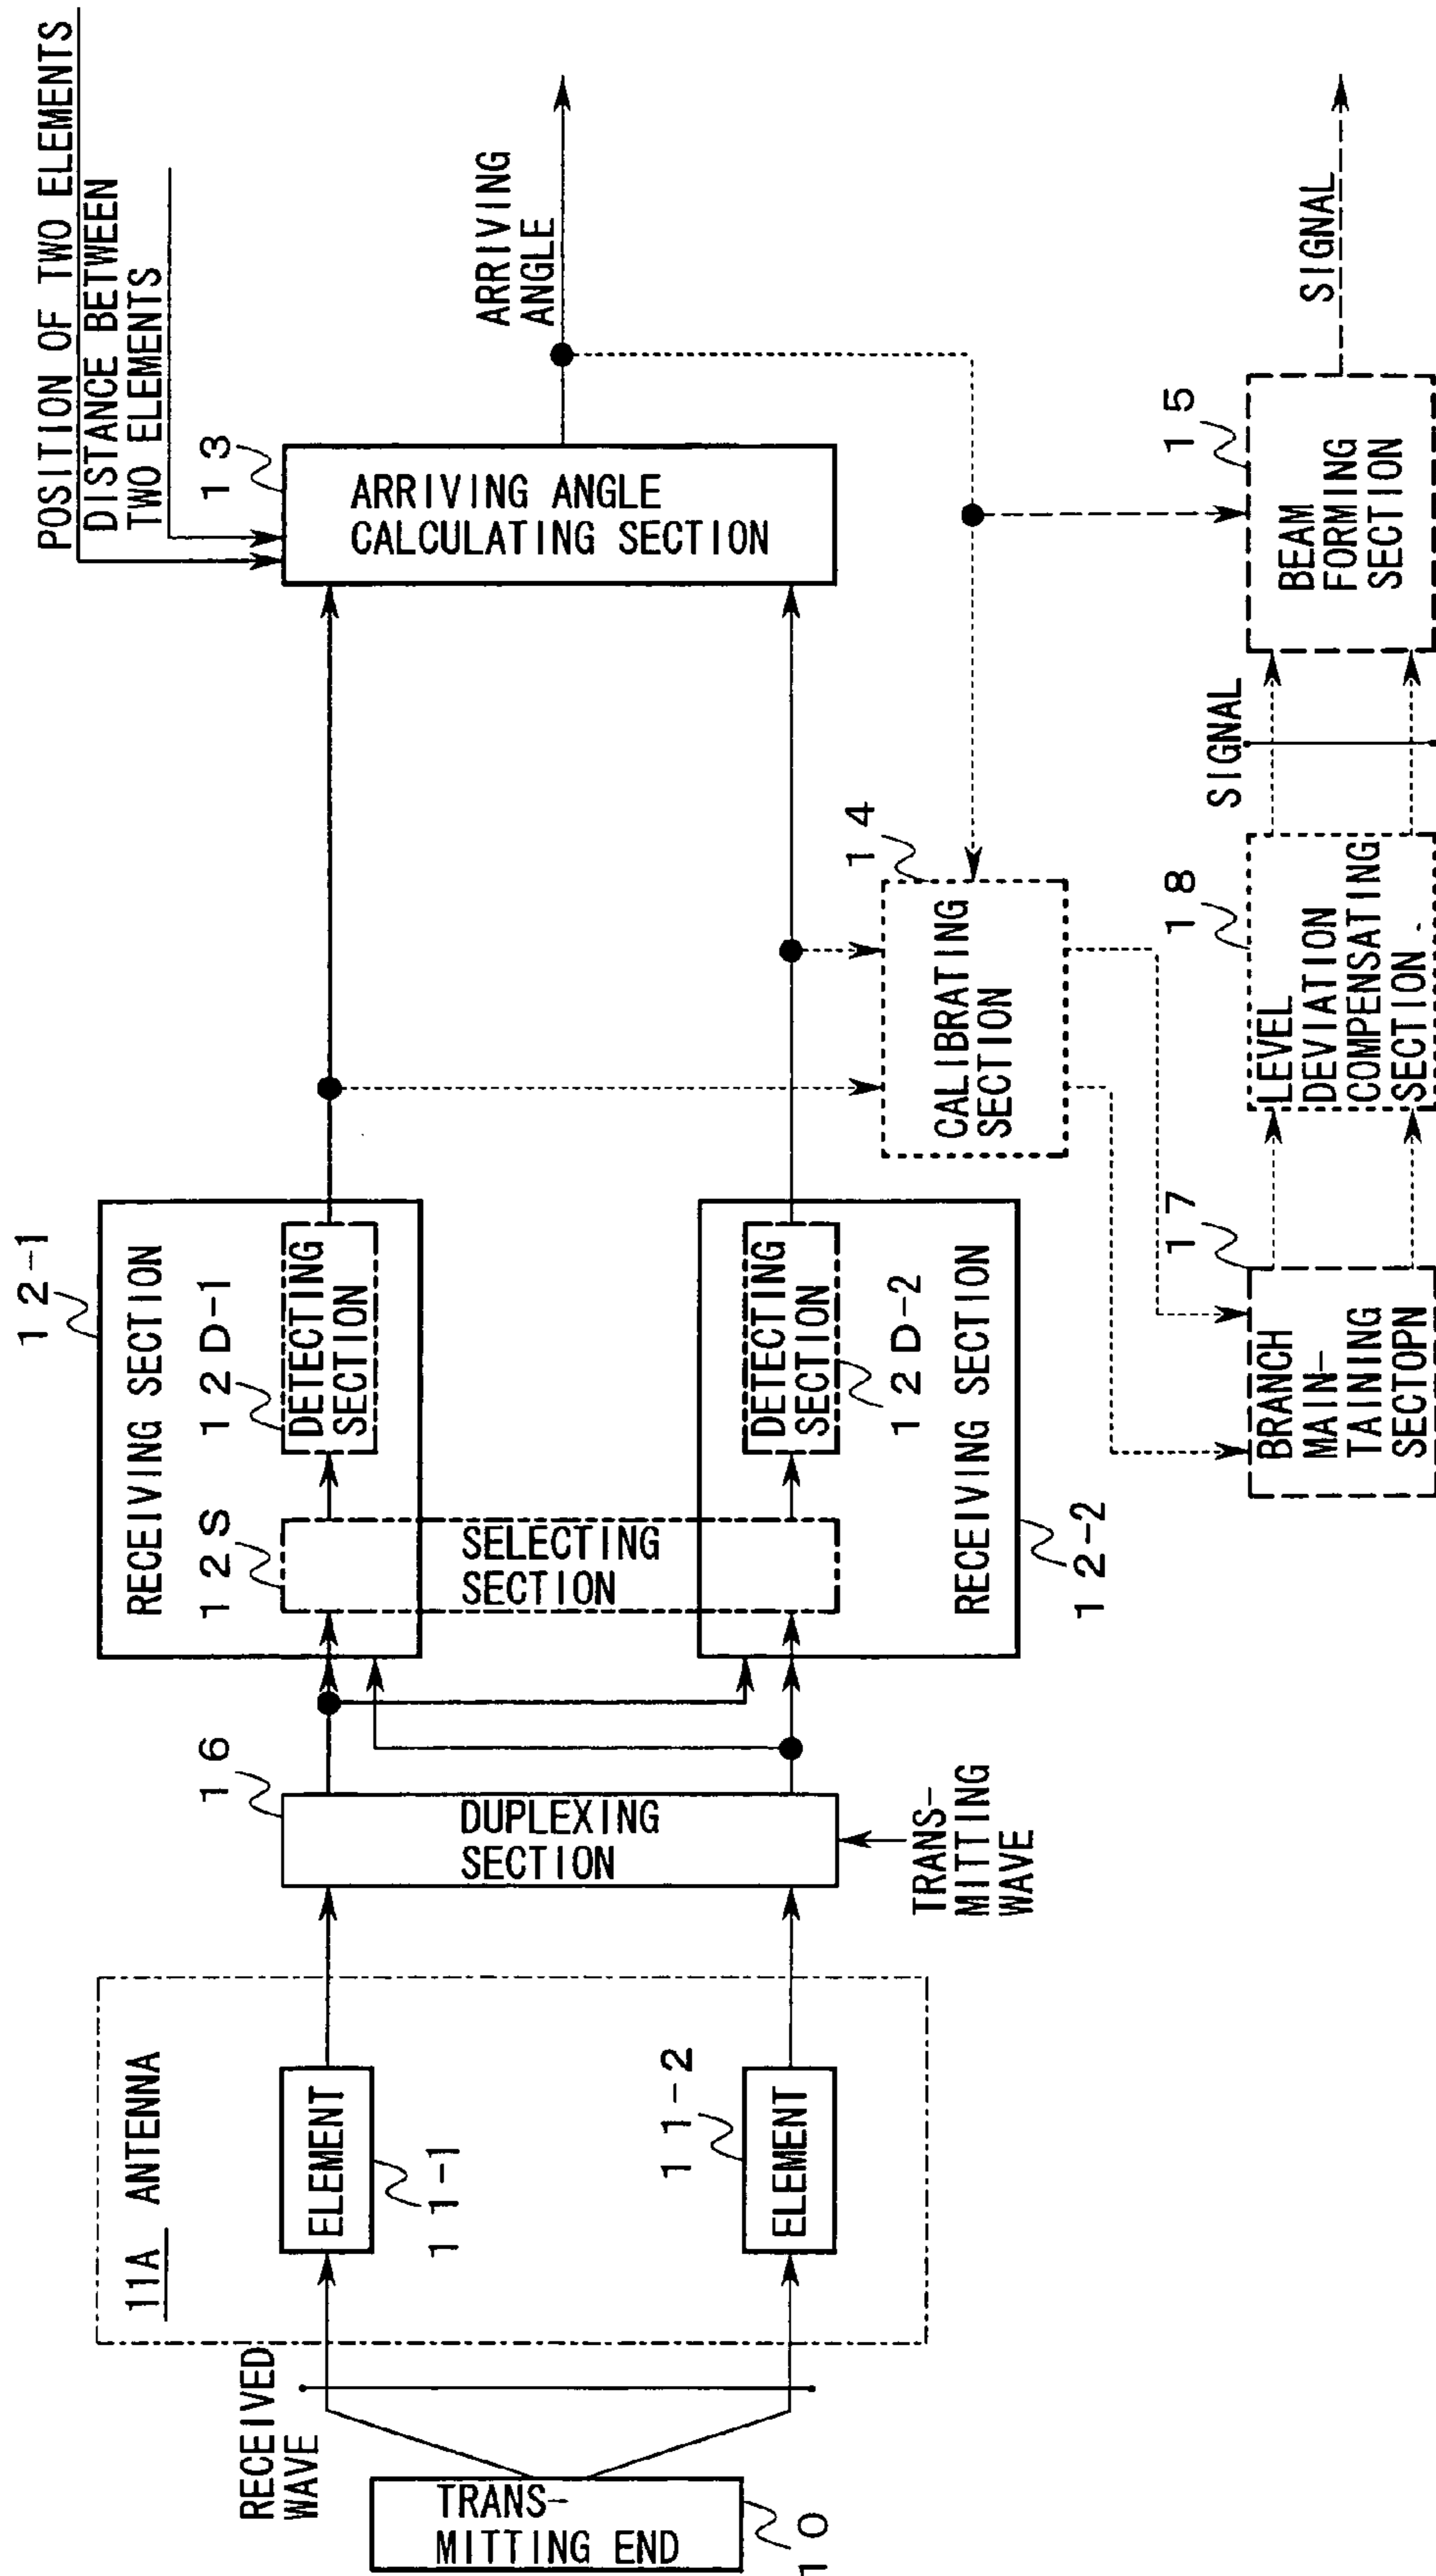 POSITION OF TWO ELEMENTS
DISTANCE BETWEEN
TWO ELEMENTS
12-1
RECEIVING SECTION
12D-1
DETECTING
SECTION
12S
SELECTING
SECTION
DETECTING
SECTION
12D-2
RECEIVING SECTION
12-2
13
ARRIVING ANGLE
CALCULATING SECTION
ARRIVING
ANGLE
16
DUPLEXING
SECTION
TRANS-
MITTING
WAVE
11A ANTENNA
ELEMENT
11-1
11-2
ELEMENT
RECEIVED
WAVE
TRANS-
MITTING END
10
14
CALIBRATING
SECTION
17
BRANCH
MAIN-
TAINING
SECTOPN
18
LEVEL
DEVIATION
COMPENSATING
SECTION
SIGNAL
15
BEAM
FORMING
SECTION
SIGNAL